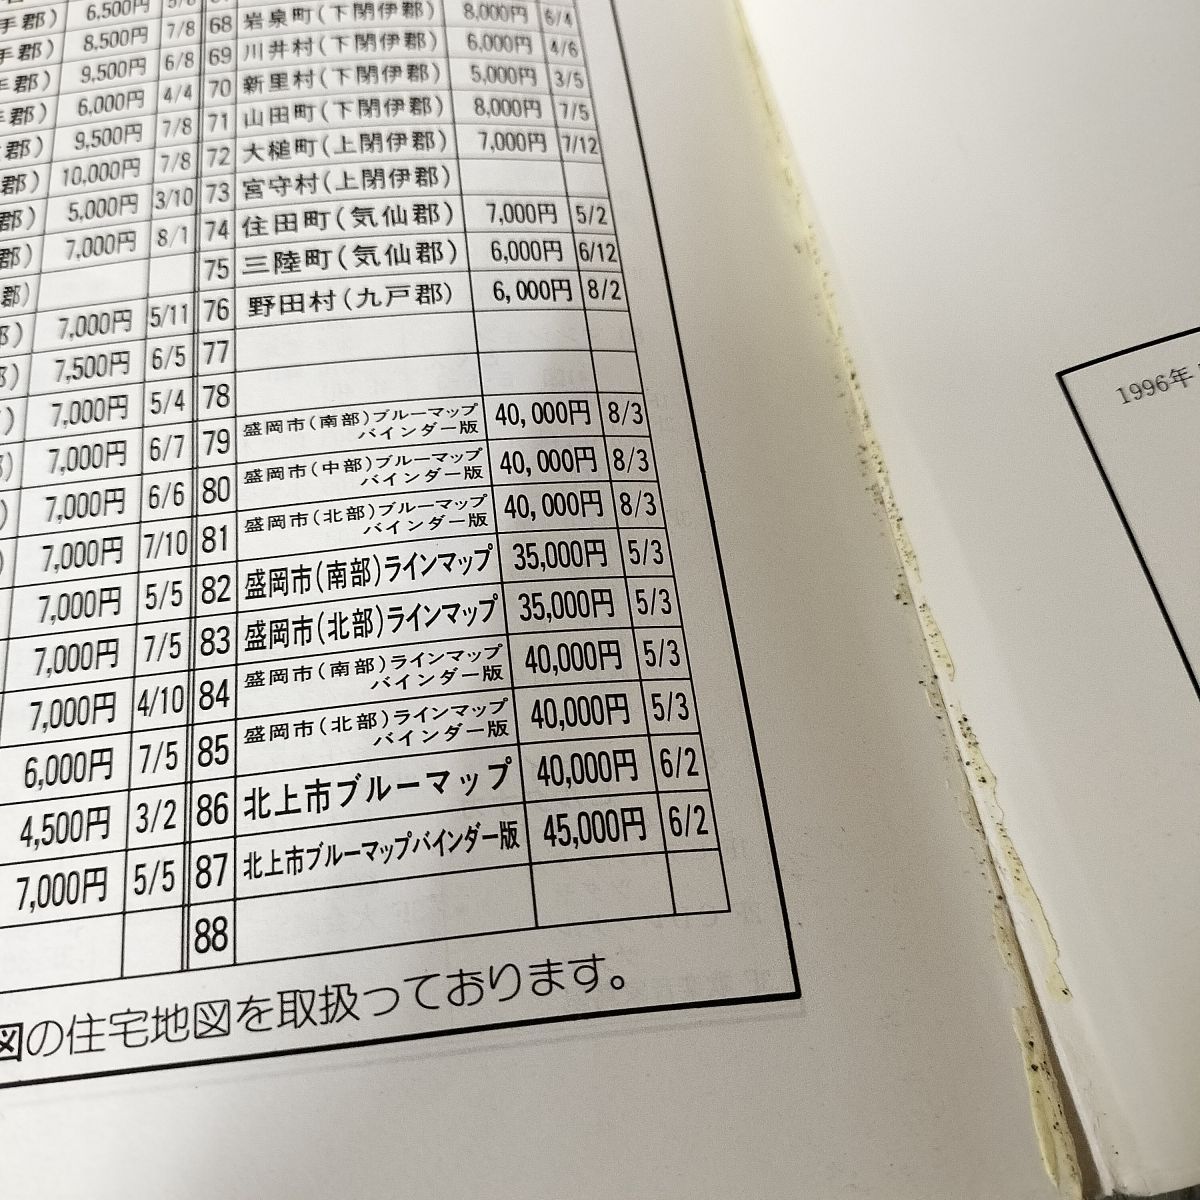 手郡) 6,500円
手郡) 8,500円 7/8 68 岩泉町(下閉伊郡) 8,000円 6/4
郡) 9,500円 6/8 69 川井村(下閉伊郡) 6,000円 4/6
郡) 6,000円 4/4 70 新里村(下閉伊郡) 5,000円 3/5
郡) 9,500円 7/8 71 山田町(下閉伊郡) 8,000円 7/5
郡) 10,000円 7/8 72 大槌町(上閉伊郡) 7,000円 7/12
郡) 5,000円 3/10 73 宮守村(上閉伊郡)
郡) 7,000円 8/1 74 住田町(気仙郡) 7,000円 5/2
郡) 75 三陸町(気仙郡) 6,000円 6/12
郡) 7,000円 5/11 76 野田村(九戸郡) 6,000円 8/2
郡) 7,500円 6/5 77
) 7,000円 5/4 78
郡) 7,000円 6/7 79 盛岡市(南部)ブルーマップ
バインダー版 40,000円 8/3
) 7,000円 6/6 80 盛岡市(中部)ブルーマップ
バインダー版 40,000円 8/3
) 7,000円 7/10 81 盛岡市(北部)ブルーマップ
バインダー版 40,000円 8/3
7,000円 5/5 82 盛岡市(南部)ラインマップ 35,000円 5/3
7,000円 7/5 83 盛岡市(北部)ラインマップ 35,000円 5/3
7,000円 4/10 84 盛岡市(南部)ラインマップ
バインダー版 40,000円 5/3
6,000円 7/5 85 盛岡市(北部)ラインマップ
バインダー版 40,000円 5/3
4,500円 3/2 86 北上市ブルーマップ 40,000円 6/2
7,000円 5/5 87 北上市ブルーマップバインダー版 45,000円 6/2
88
図の住宅地図を取扱っております。
1996年